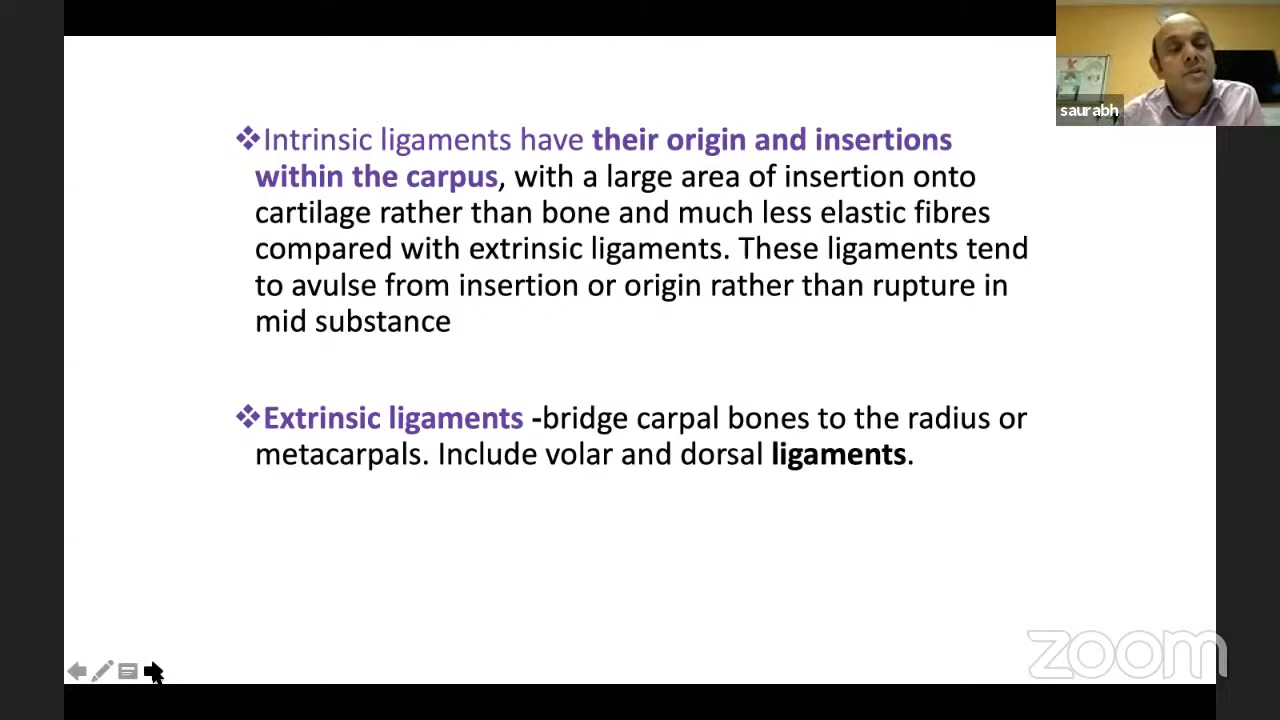 saurabh
❖Intrinsic ligaments have their origin and insertions
within the carpus, with a large area of insertion onto
cartilage rather than bone and much less elastic fibres
compared with extrinsic ligaments. These ligaments tend
to avulse from insertion or origin rather than rupture in
mid substance
❖Extrinsic ligaments -bridge carpal bones to the radius or
metacarpals. Include volar and dorsal ligaments.
zoom